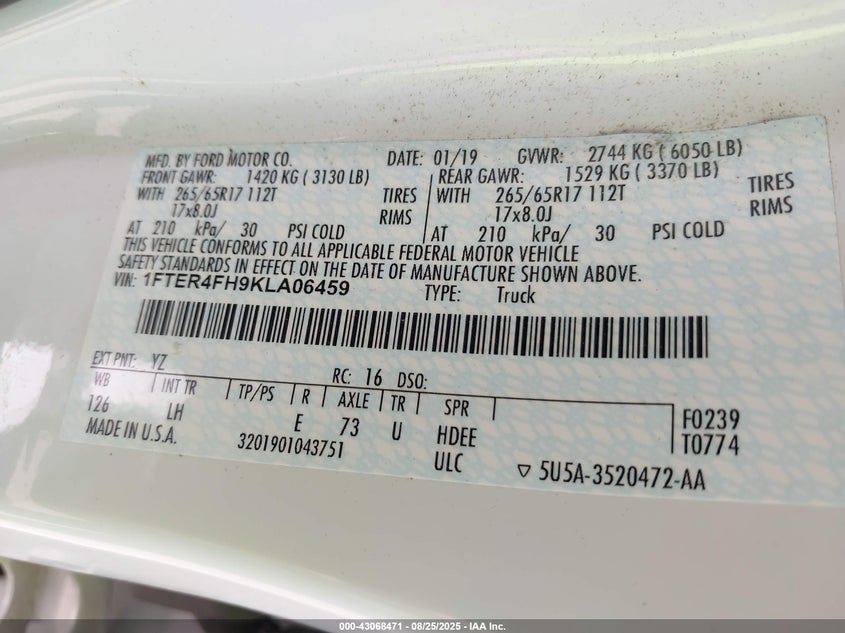 MFD. BY FORD MOTOR CO. DATE: 01/19 GVWR: 2744 KG ( 6050 LB)
FRONT GAWR: 1420 KG ( 3130 LB) REAR GAWR: 1529 KG ( 3370 LB)
WITH 265/65R17 112T TIRES WITH 265/65R17 112T TIRES
17x8.0J RIMS 17x8.0J RIMS
AT 210 kPa/ 30 PSI COLD AT 210 kPa/ 30 PSI COLD
THIS VEHICLE CONFORMS TO ALL APPLICABLE FEDERAL MOTOR VEHICLE
SAFETY STANDARDS IN EFFECT ON THE DATE OF MANUFACTURE SHOWN ABOVE.
VIN: 1FTER4FH9KLA06459 TYPE: Truck
EXT PNT: YZ RC: 16 DSO:
WB INT TR TP/PS R AXLE TR SPR
126 LH E 73 U HDEE F0239
MADE IN U.S.A. 3201901043751 ULC T0774
▽ 5U5A-3520472-AA
000-43068471 - 08/25/2025 - IAA Inc.